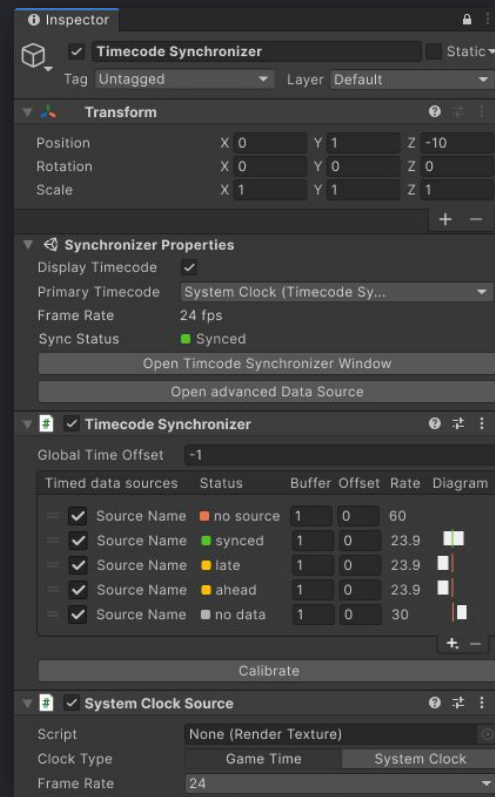 Inspector
Timecode Synchronizer Static
Tag Untagged Layer Default
Transform
Position X 0 Y 1 Z -10
Rotation X 0 Y 0 Z 0
Scale X 1 Y 1 Z 1
Synchronizer Properties
Display Timecode
Primary Timecode System Clock (Timecode Sy...
Frame Rate 24 fps
Sync Status Synced
Open Timcode Synchronizer Window
Open advanced Data Source
# Timecode Synchronizer
Global Time Offset -1
Timed data sources Status Buffer Offset Rate Diagram
Source Name no source 1 0 60
Source Name synced 1 0 23.9
Source Name late 1 0 23.9
Source Name ahead 1 0 23.9
Source Name no data 1 0 30
Calibrate
# System Clock Source
Script None (Render Texture)
Clock Type Game Time System Clock
Frame Rate 24